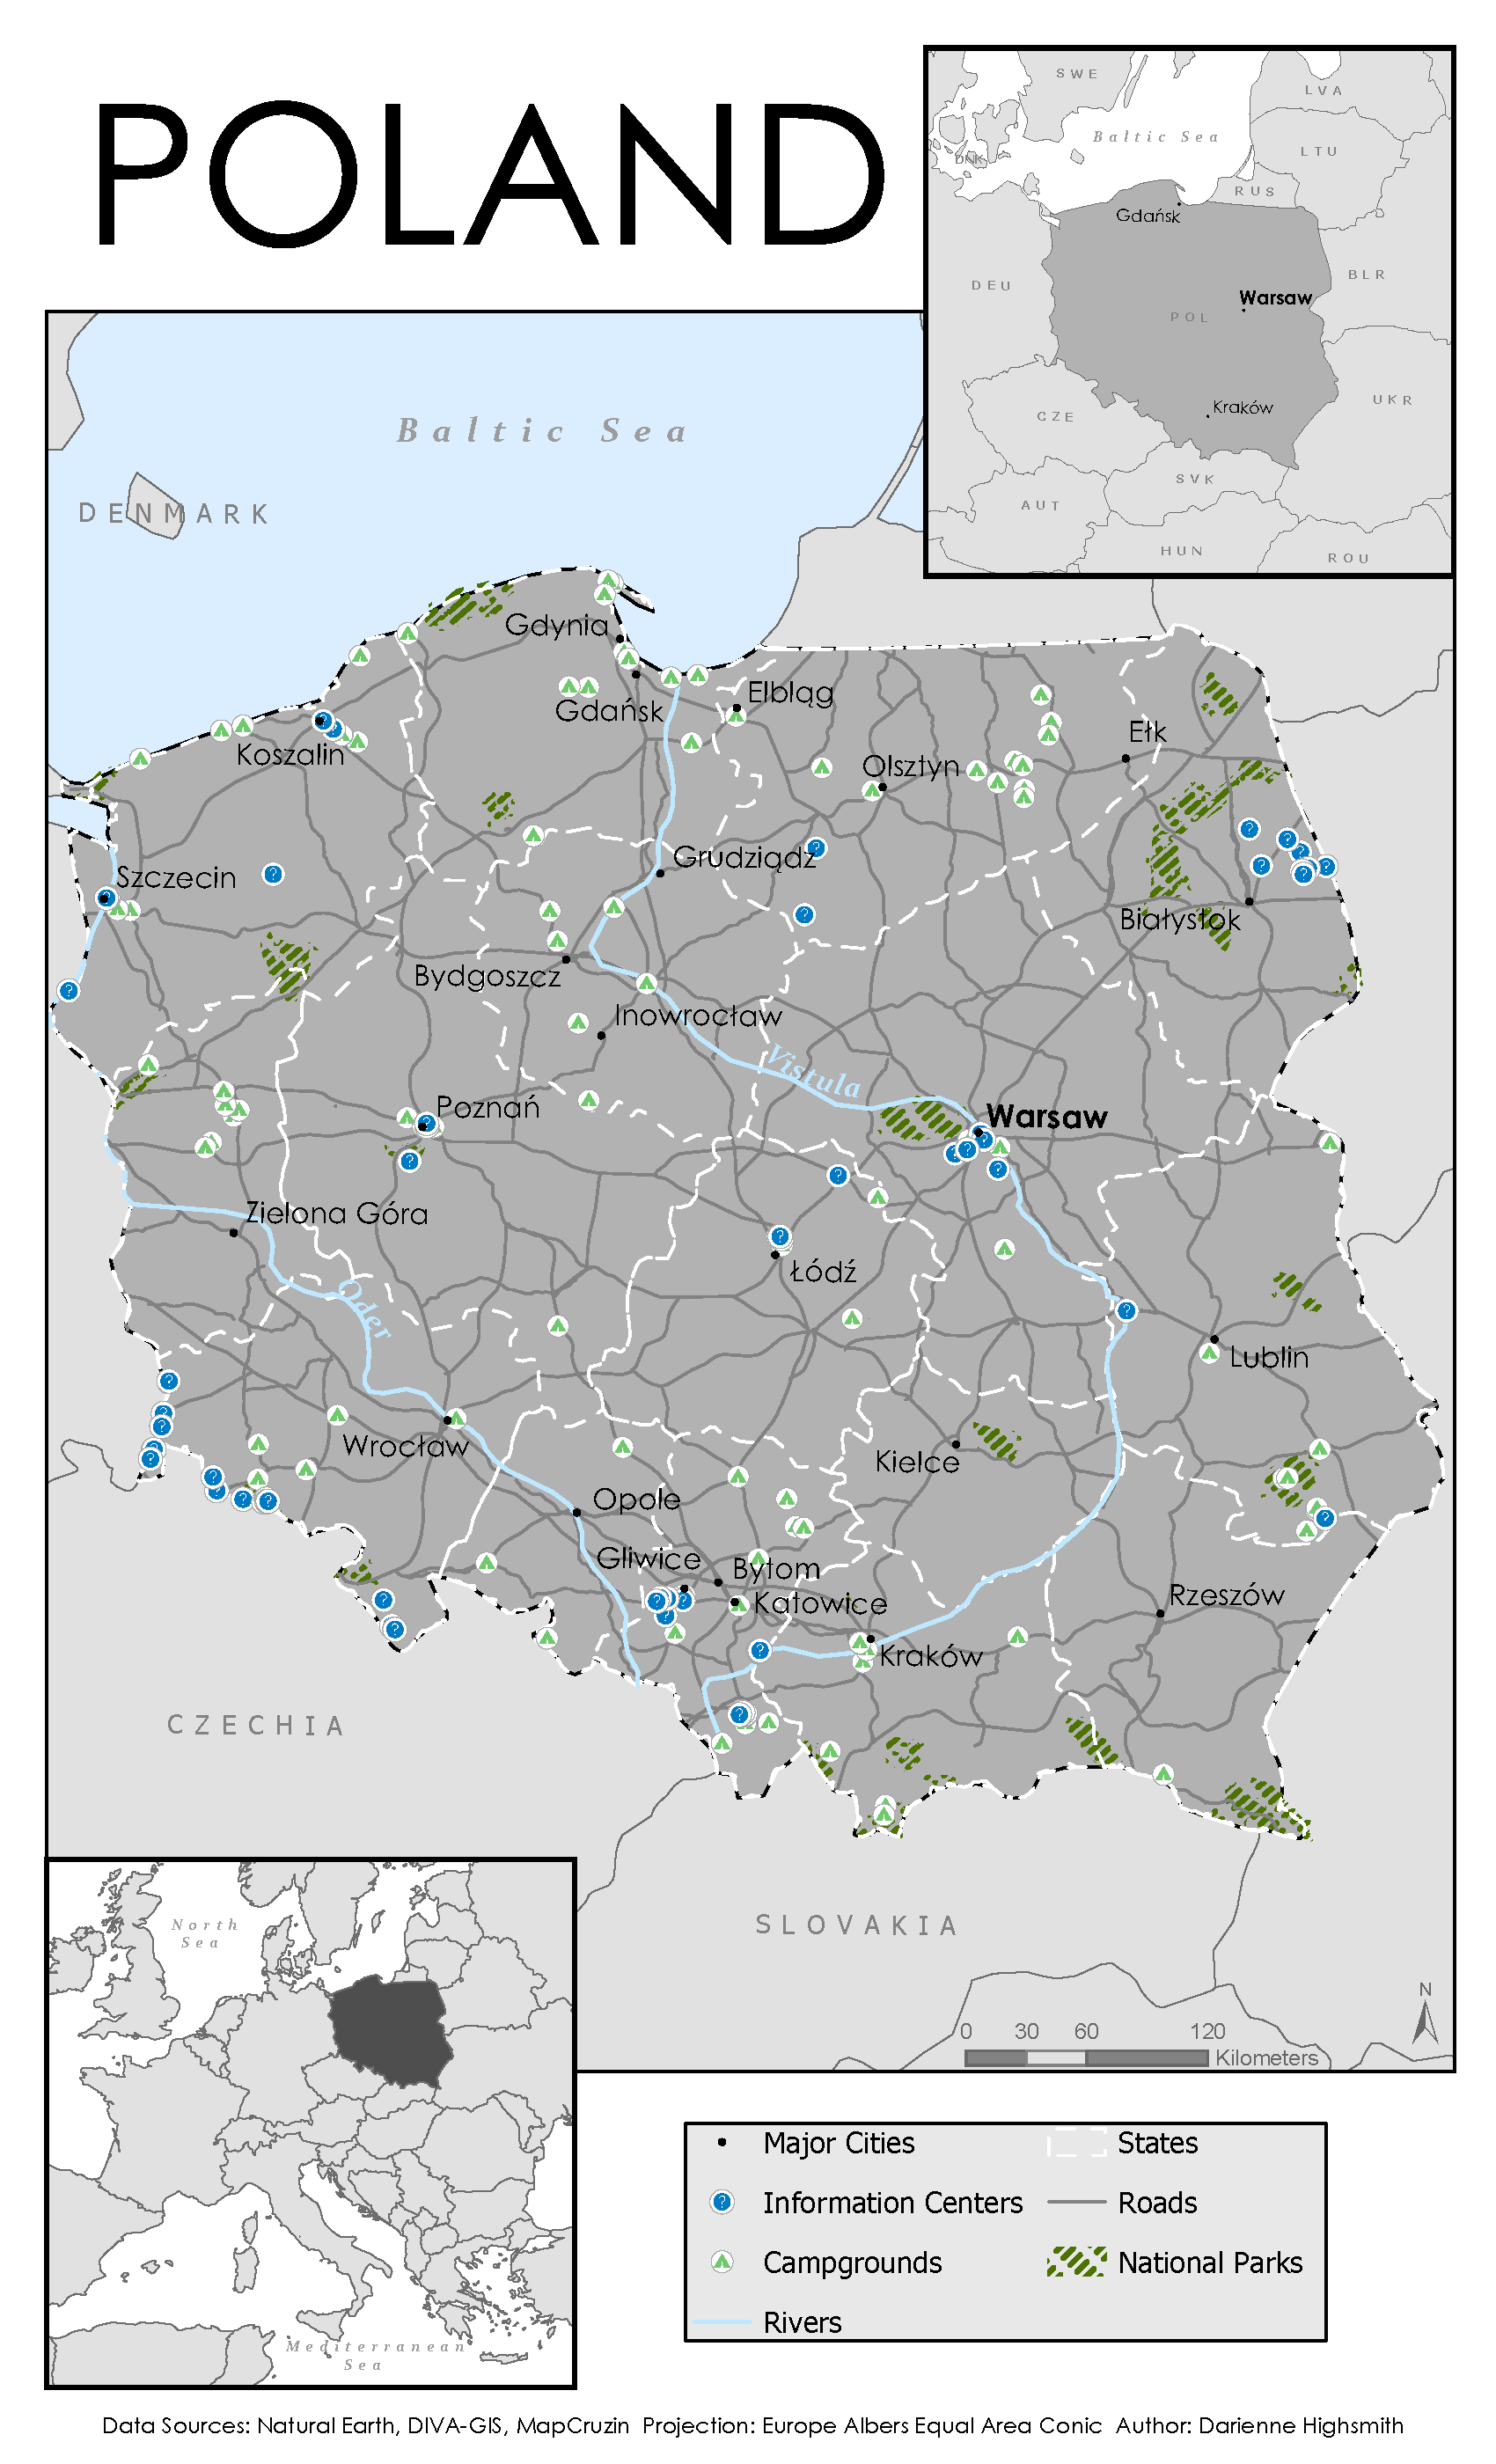 POLAND
SWE
LVA
Baltic Sea
DNK
LTU
RUS
Gdańsk
BLR
DEU
Warsaw
POL
Kraków
UKR
CZE
SVK
AUT
HUN
ROU
Baltic Sea
DENMARK
Gdynia
Elbląg
Gdańsk
Ełk
Koszalin
Olsztyn
Grudziądz
Szczecin
Białystok
Bydgoszcz
Inowrocław
Vistula
Poznań
Warsaw
Zielona Góra
Łódź
Oder
Lublin
Wrocław
Kielce
Opole
Gliwice
Bytom
Katowice
Rzeszów
Kraków
CZECHIA
SLOVAKIA
North
Sea
Mediterranean
Sea
N
0 30 60 120
Kilometers
Major Cities
States
Information Centers
Roads
Campgrounds
National Parks
Rivers
Data Sources: Natural Earth, DIVA-GIS, MapCruzin Projection: Europe Albers Equal Area Conic Author: Darienne Highsmith